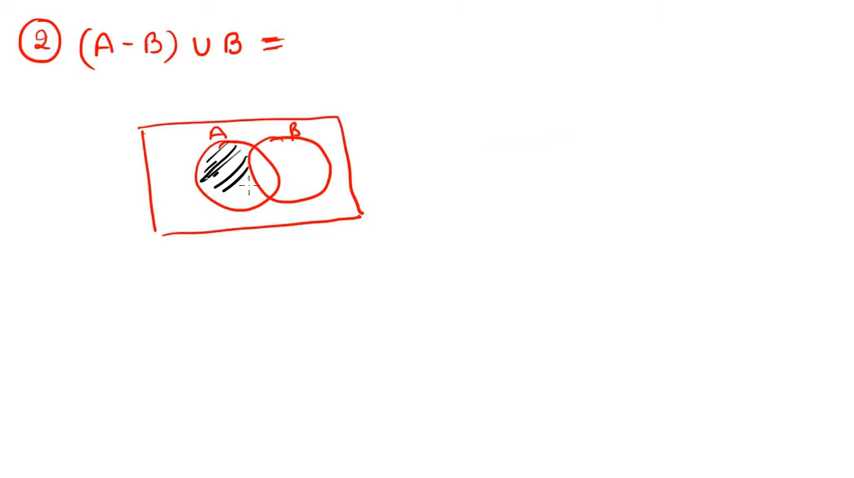 2 (A - B) ∪ B =
A B